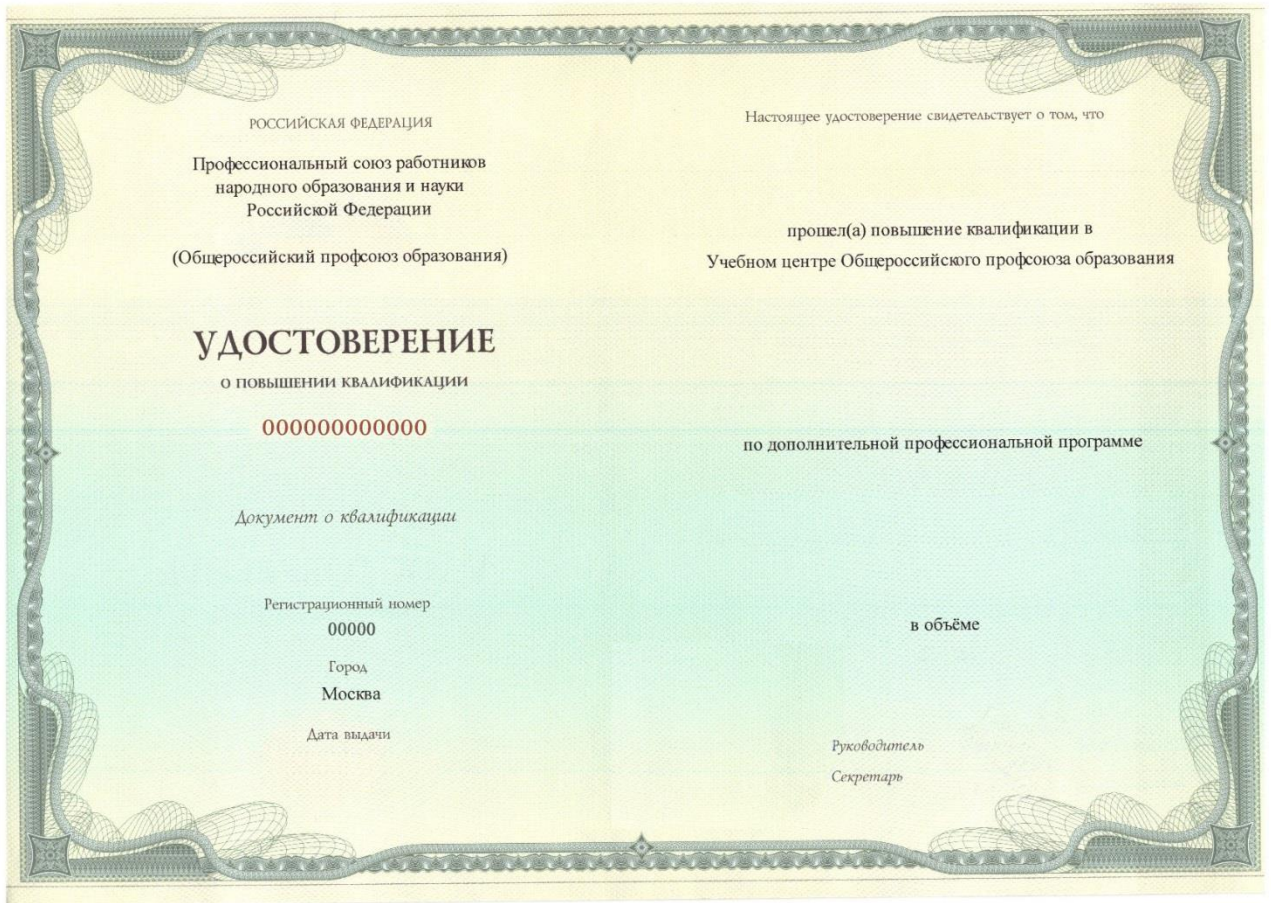 РОССИЙСКАЯ ФЕДЕРАЦИЯ
Профессиональный союз работников
народного образования и науки
Российской Федерации
(Общероссийский профсоюз образования)
УДОСТОВЕРЕНИЕ
О ПОВЫШЕНИИ КВАЛИФИКАЦИИ
000000000000
Документ о квалификации
Регистрационный номер
00000
Город
Москва
Дата выдачи
Настоящее удостоверение свидетельствует о том, что
прошел(а) повышение квалификации в
Учебном центре Общероссийского профсоюза образования
по дополнительной профессиональной программе
в объёме
Руководитель
Секретарь